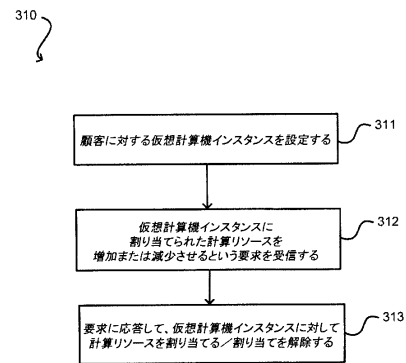 310
顧客に対する仮想計算機インスタンスを設定する
311
仮想計算機インスタンスに
割り当てられた計算リソースを
増加または減少させるという要求を受信する
312
要求に応答して、仮想計算機インスタンスに対して
計算リソースを割り当てる/割り当てを解除する
313